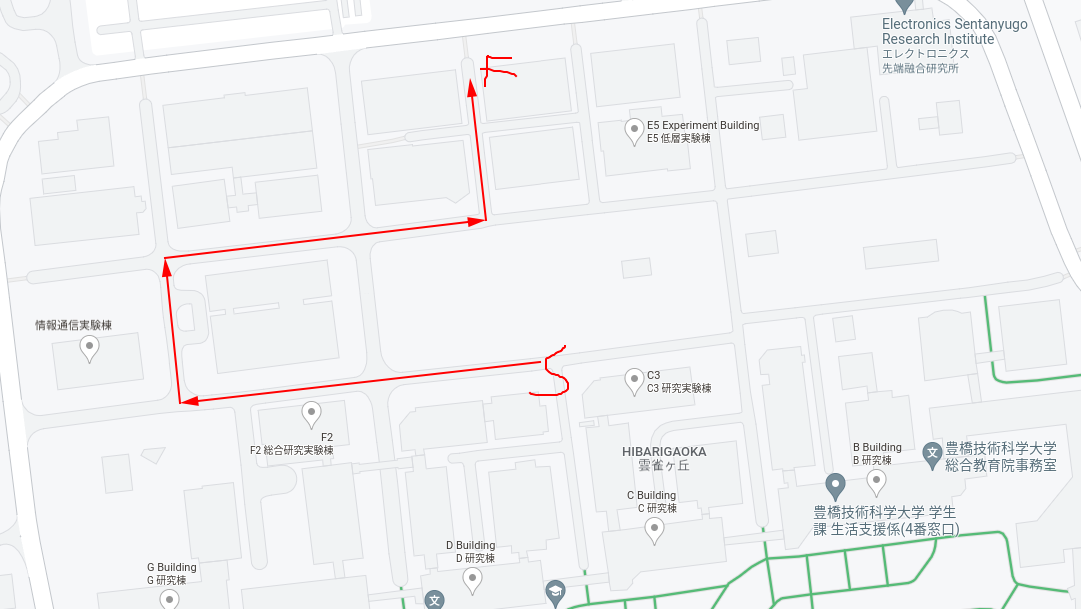 Electronics Sentanyugo
Research Institute
エレクトロニクス
先端融合研究所
F
E5 Experiment Building
E5 低層実験棟
情報通信実験棟
S
C3
C3 研究実験棟
F2
F2 総合研究実験棟
HIBARIGAOKA
雲雀ヶ丘
B Building
B 研究棟
豊橋技術科学大学
総合教育院事務室
C Building
C 研究棟
豊橋技術科学大学 学生
課 生活支援係(4番窓口)
D Building
D 研究棟
G Building
G 研究棟
文
文